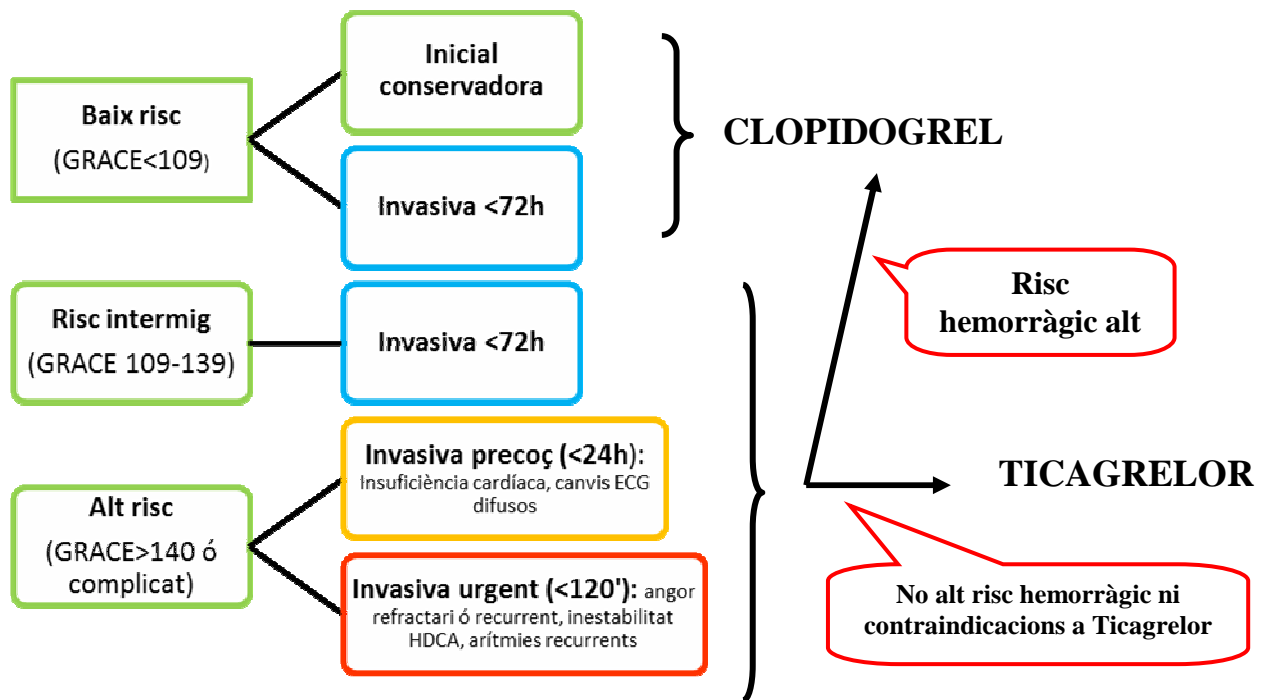 Baix risc
(GRACE<109)
Inicial
conservadora
Invasiva <72h
CLOPIDOGREL
Risc
hemorràgic alt
Risc intermig
(GRACE 109-139)
Invasiva <72h
Alt risc
(GRACE>140 ó
complicat)
Invasiva precoç (<24h):
Insuficiència cardíaca, canvis ECG
difusos
Invasiva urgent (<120'): angor
refractari ó recurrent, inestabilitat
HDCA, arítmies recurrents
TICAGRELOR
No alt risc hemorràgic ni
contraindicacions a Ticagrelor